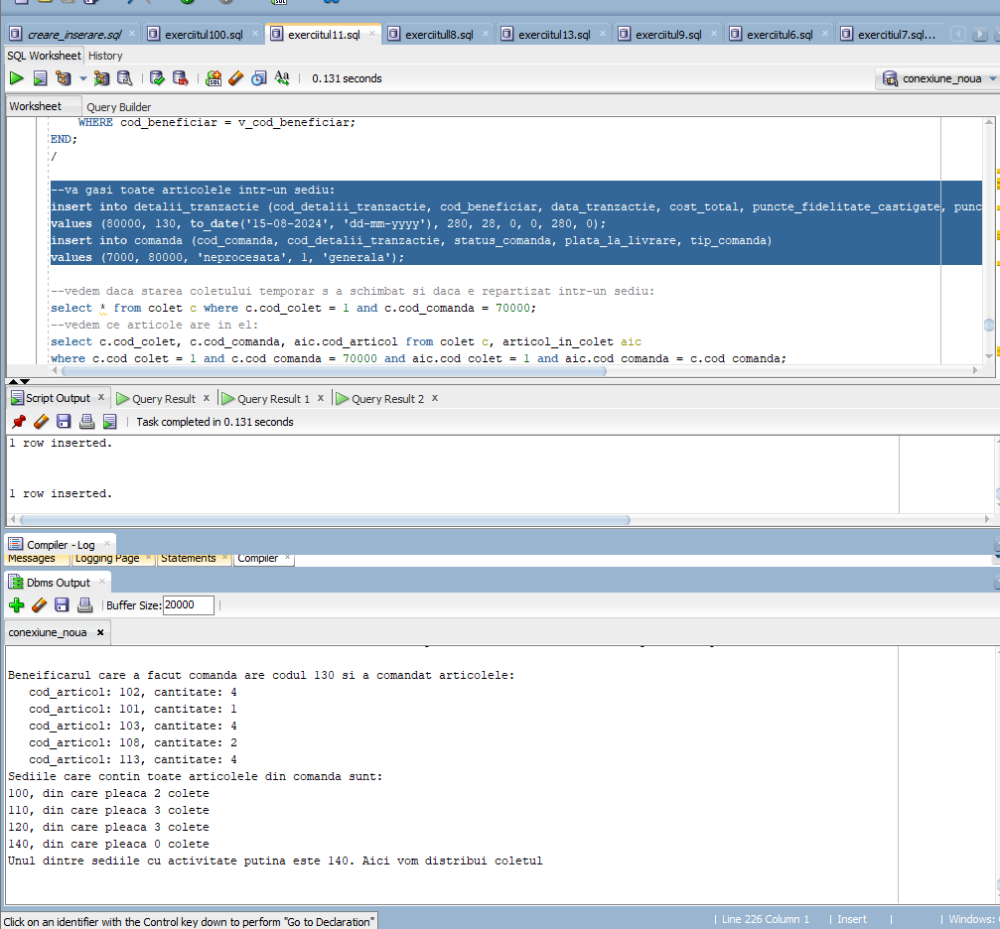 creare_inserare.sql exerciitul100.sql exerciitul11.sql exerciitull8.sql exerciitul13.sql exerciitul9.sql exerciitul6.sql exercitiul7.sql...
SQL Worksheet History
0.131 seconds
conexiune_noua
Worksheet Query Builder
WHERE cod_beneficiar = v_cod_beneficiar;
END;
/
--va gasi toate articolele intr-un sediu:
insert into detalii_tranzactie (cod_detalii_tranzactie, cod_beneficiar, data_tranzactie, cost_total, puncte_fidelitate_castigate, punc
values (80000, 130, to_date('15-08-2024', 'dd-mm-yyyy'), 280, 28, 0, 0, 280, 0);
insert into comanda (cod_comanda, cod_detalii_tranzactie, status_comanda, plata_la_livrare, tip_comanda)
values (7000, 80000, 'neprocesata', 1, 'generala');
--vedem daca starea coletului temporar s a schimbat si daca e repartizat intr-un sediu:
select * from colet c where c.cod_colet = 1 and c.cod_comanda = 70000;
--vedem ce articole are in el:
select c.cod_colet, c.cod_comanda, aic.cod_articol from colet c, articol_in_colet aic
where c.cod_colet = 1 and c.cod_comanda = 70000 and aic.cod_colet = 1 and aic.cod_comanda = c.cod_comanda;
Script Output x Query Result x Query Result 1 x Query Result 2 x
Task completed in 0.131 seconds
1 row inserted.
1 row inserted.
Compiler - Log
Messages Logging Page Statements Compiler
Dbms Output
Buffer Size: 20000
conexiune_noua x
Beneificarul care a facut comanda are codul 130 si a comandat articolele:
cod_articol: 102, cantitate: 4
cod_articol: 101, cantitate: 1
cod_articol: 103, cantitate: 4
cod_articol: 108, cantitate: 2
cod_articol: 113, cantitate: 4
Sediile care contin toate articolele din comanda sunt:
100, din care pleaca 2 colete
110, din care pleaca 3 colete
120, din care pleaca 3 colete
140, din care pleaca 0 colete
Unul dintre sediile cu activitate putina este 140. Aici vom distribui coletul
Click on an identifier with the Control key down to perform "Go to Declaration"
Line 226 Column 1 Insert Windows: